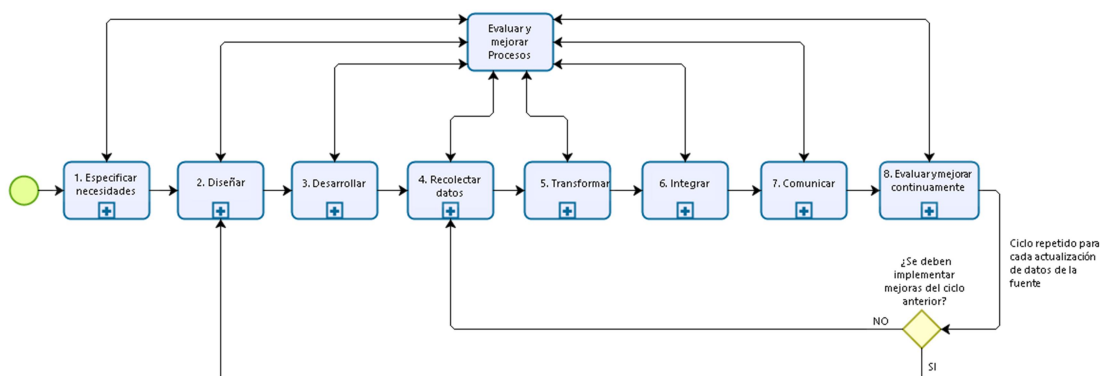 Evaluar y
mejorar
Procesos
1. Especificar
necesidades
2. Diseñar
3. Desarrollar
4. Recolectar
datos
5. Transformar
6. Integrar
7. Comunicar
8. Evaluar y mejorar
continuamente
Ciclo repetido para
cada actualización
de datos de la
fuente
¿Se deben
implementar
mejoras del ciclo
anterior?
NO
SI